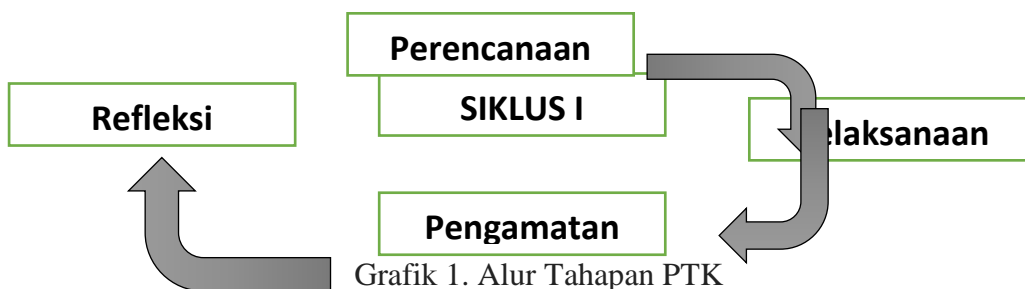 Perencanaan
SIKLUS I
Refleksi
elaksanaan
Pengamatan
Grafik 1. Alur Tahapan PTK